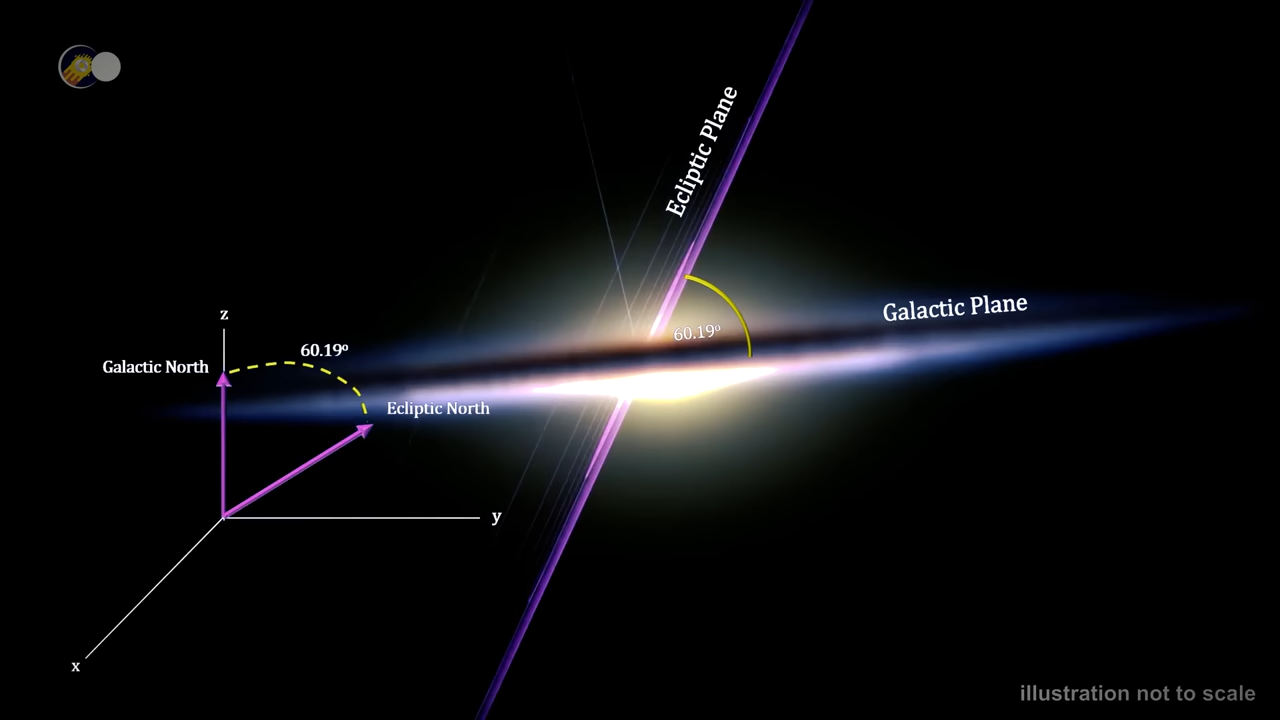 Ecliptic Plane
Galactic Plane
60.19º
z
60.19º
Galactic North
Ecliptic North
y
x
illustration not to scale